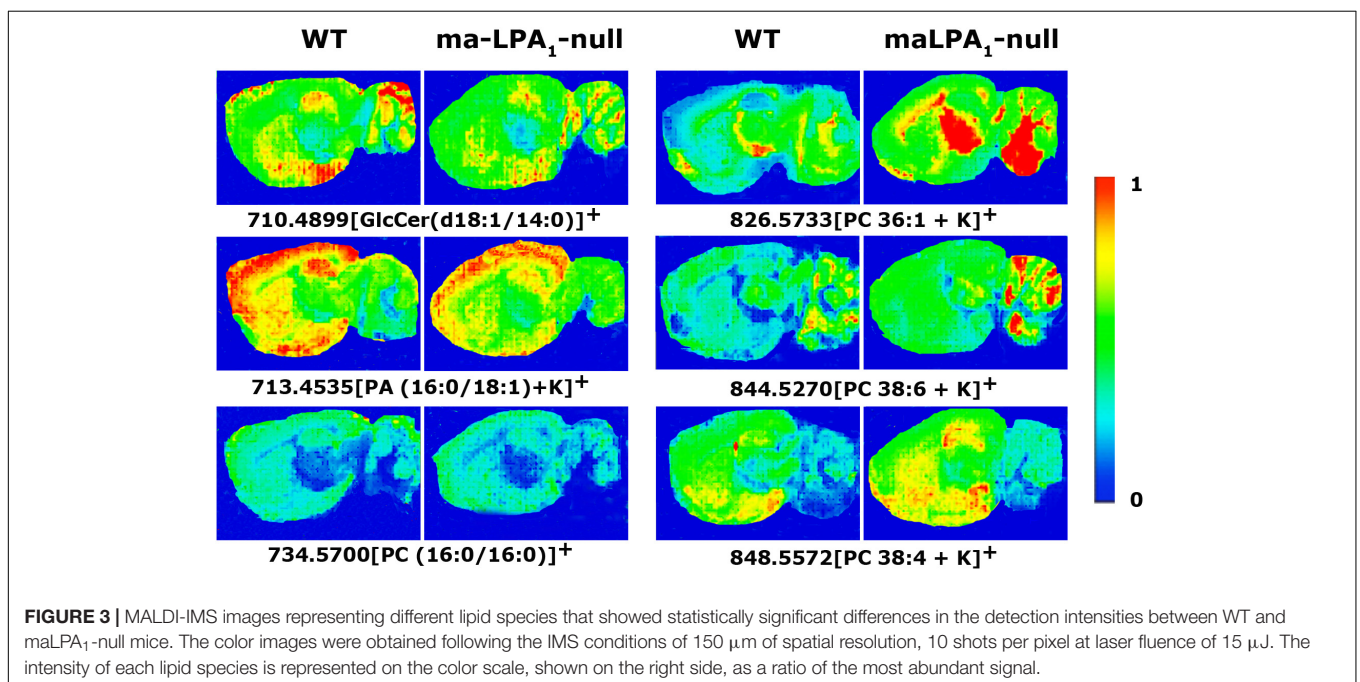 WT ma-LPA₁-null WT maLPA₁-null
710.4899[GlcCer(d18:1/14:0)]⁺ 826.5733[PC 36:1 + K]⁺
1
713.4535[PA (16:0/18:1)+K]⁺ 844.5270[PC 38:6 + K]⁺
0
734.5700[PC (16:0/16:0)]⁺ 848.5572[PC 38:4 + K]⁺
FIGURE 3 | MALDI-IMS images representing different lipid species that showed statistically significant differences in the detection intensities between WT and
maLPA₁-null mice. The color images were obtained following the IMS conditions of 150 μm of spatial resolution, 10 shots per pixel at laser fluence of 15 μJ. The
intensity of each lipid species is represented on the color scale, shown on the right side, as a ratio of the most abundant signal.